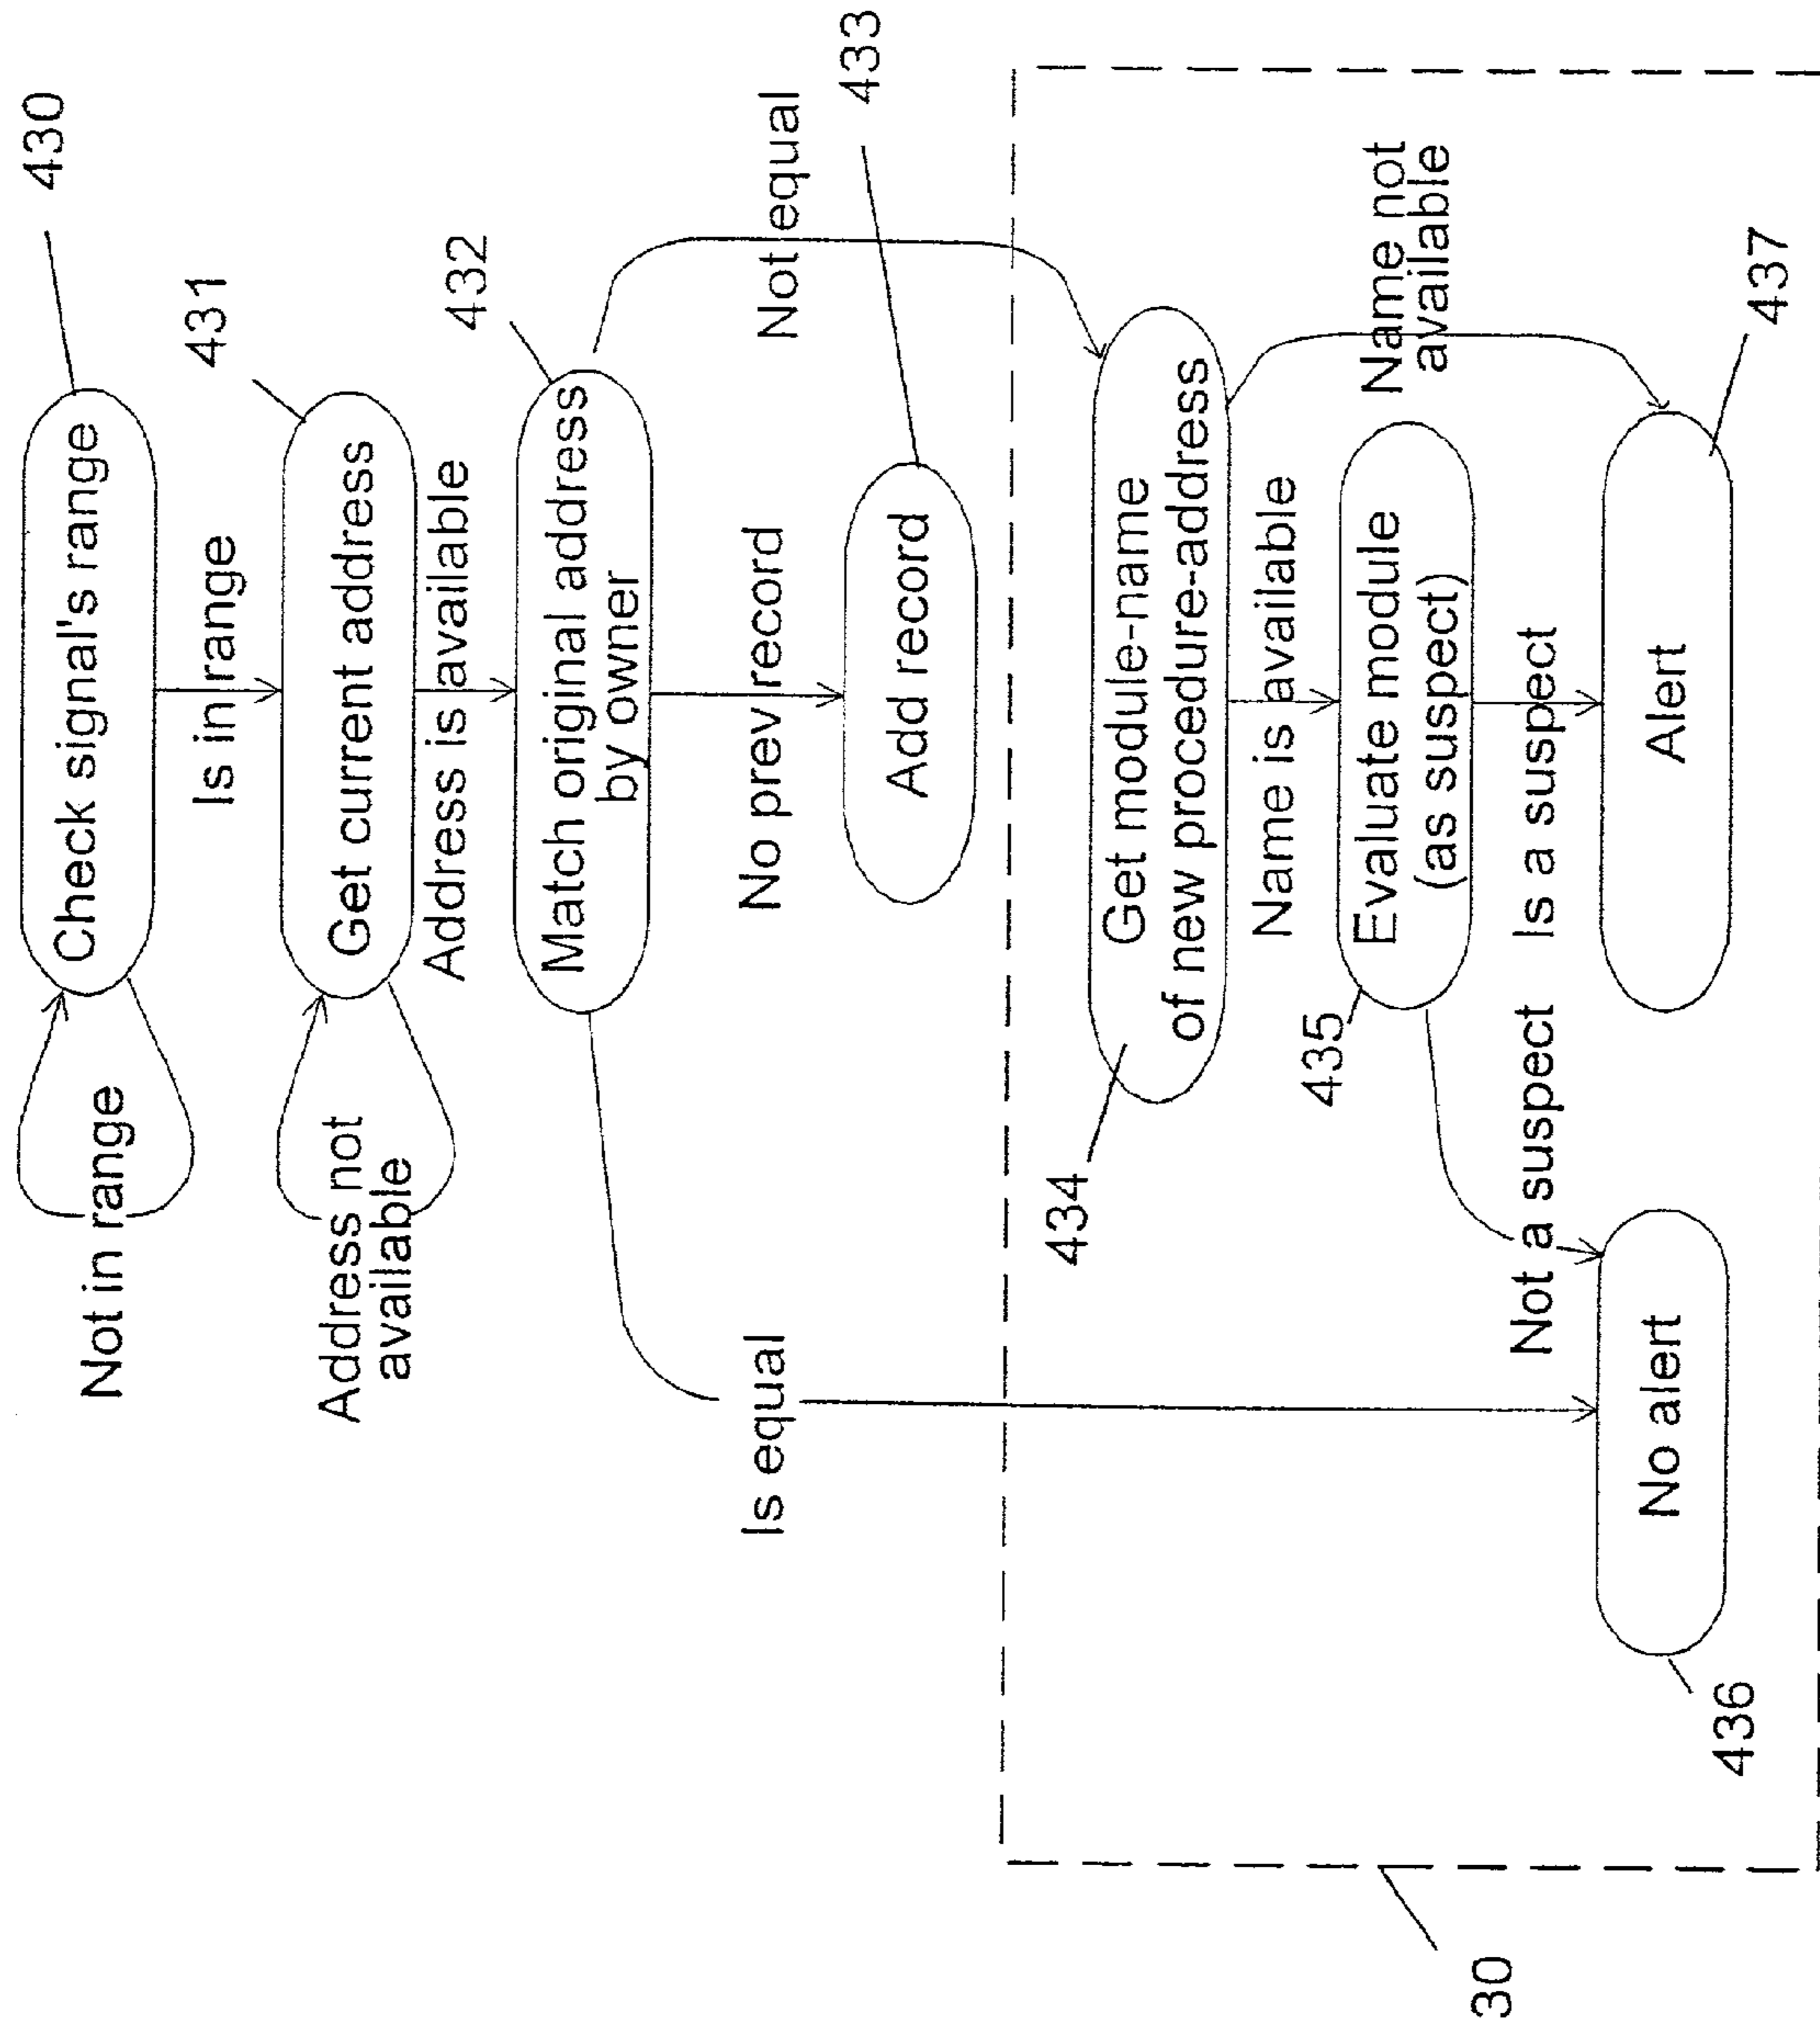 430
Check signal's range
Not in range
Is in range
431
Get current address
Address not
available
Address is available
432
Match original address
by owner
Is equal
No prev record
Not equal
433
Add record
434
Get module-name
of new procedure-address
Name is available
Name not
available
435
Evaluate module
(as suspect)
Not a suspect
Is a suspect
436
No alert
Alert
437
30